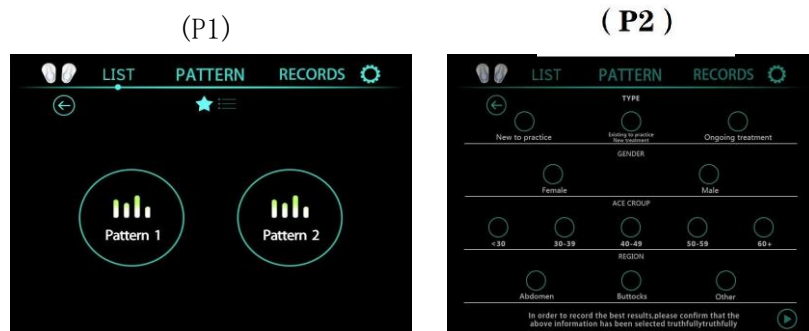 (P1)
LIST PATTERN RECORDS
Pattern 1
Pattern 2
(P2)
LIST PATTERN RECORDS
TYPE
New to practice
Existing to practice
New treatment
Ongoing treatment
GENDER
Female
Male
ACE CROUP
<30
30-39
40-49
50-59
60+
REGION
Abdomen
Buttocks
Other
In order to record the best results,please confirm that the
above information has been selected truthfullytruthfully